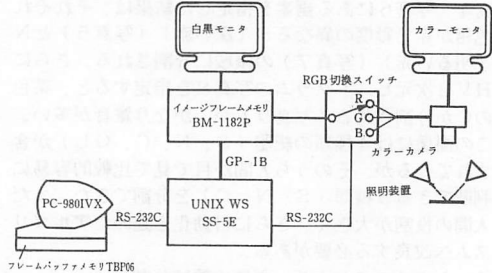 白黒モニタ
カラーモニタ
RGB切換スイッチ
R
G
B
イメージフレームメモリ
BM-1182P
カラーカメラ
照明装置
GP-IB
PC-980IVX
RS-232C
UNIX WS
SS-5E
RS-232C
フレームバッファメモリTBF06